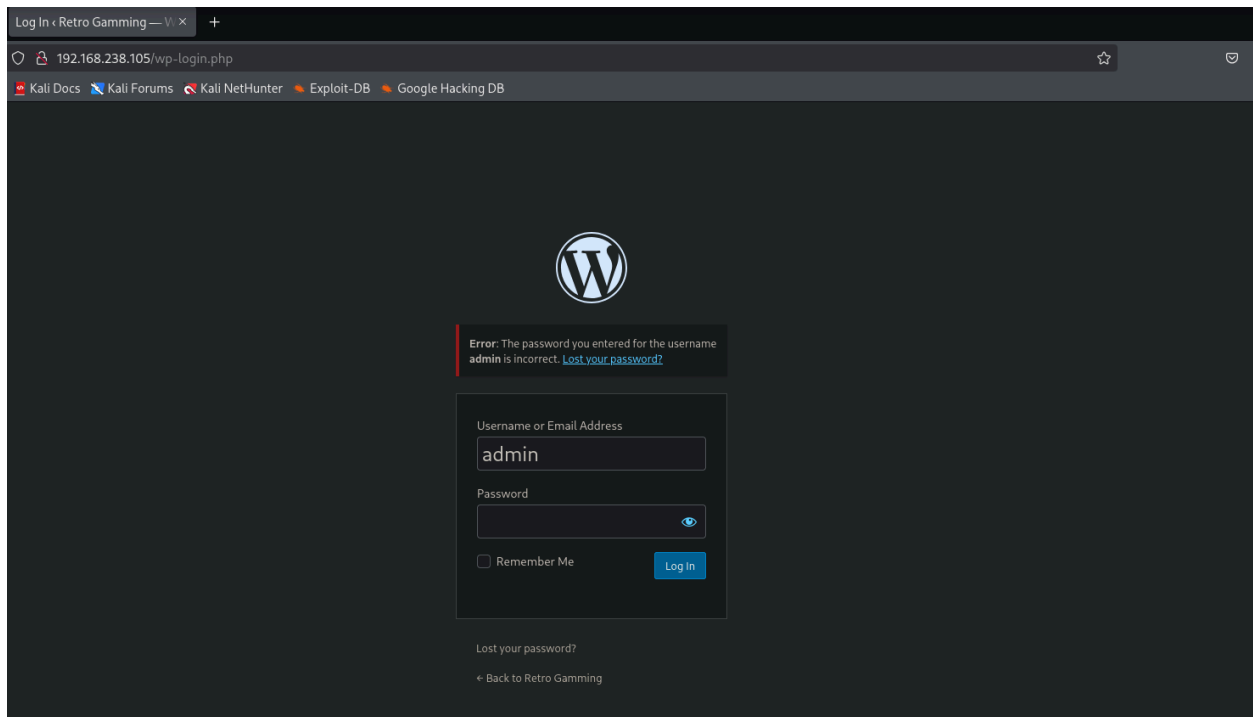 Log In ‹ Retro Gamming — W
192.168.238.105/wp-login.php
Kali Docs Kali Forums Kali NetHunter Exploit-DB Google Hacking DB
Error: The password you entered for the username
admin is incorrect. Lost your password?
Username or Email Address
admin
Password
Remember Me
Log In
Lost your password?
← Back to Retro Gamming